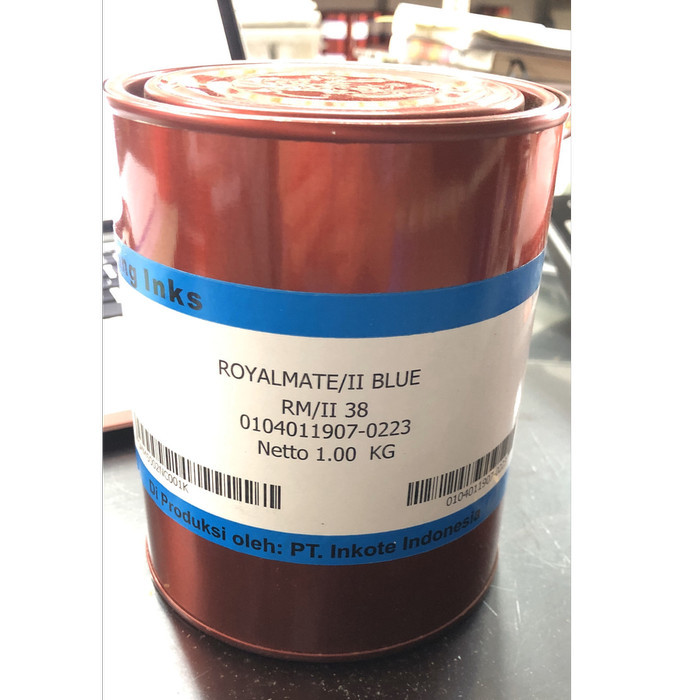 Inks
ROYALMATE/II BLUE
RM/II 38
0104011907-0223
Netto 1.00 KG
Di Produksi oleh: PT. Inkote Indonesia